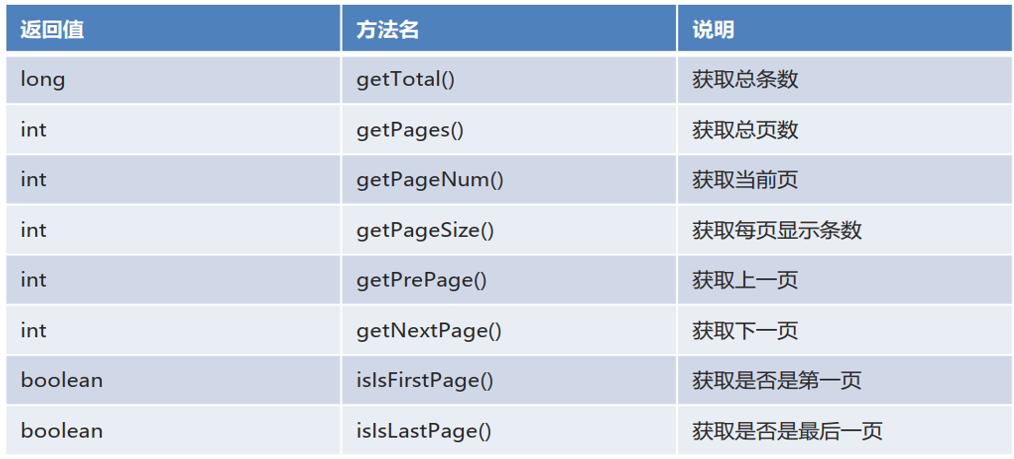 返回值 方法名 说明
long getTotal() 获取总条数
int getPages() 获取总页数
int getPageNum() 获取当前页
int getPageSize() 获取每页显示条数
int getPrePage() 获取上一页
int getNextPage() 获取下一页
boolean isIsFirstPage() 获取是否是第一页
boolean isIsLastPage() 获取是否是最后一页